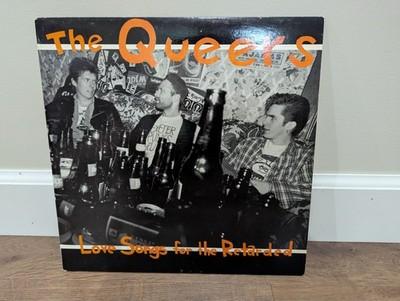 The Queers
Love Songs for the Retarded